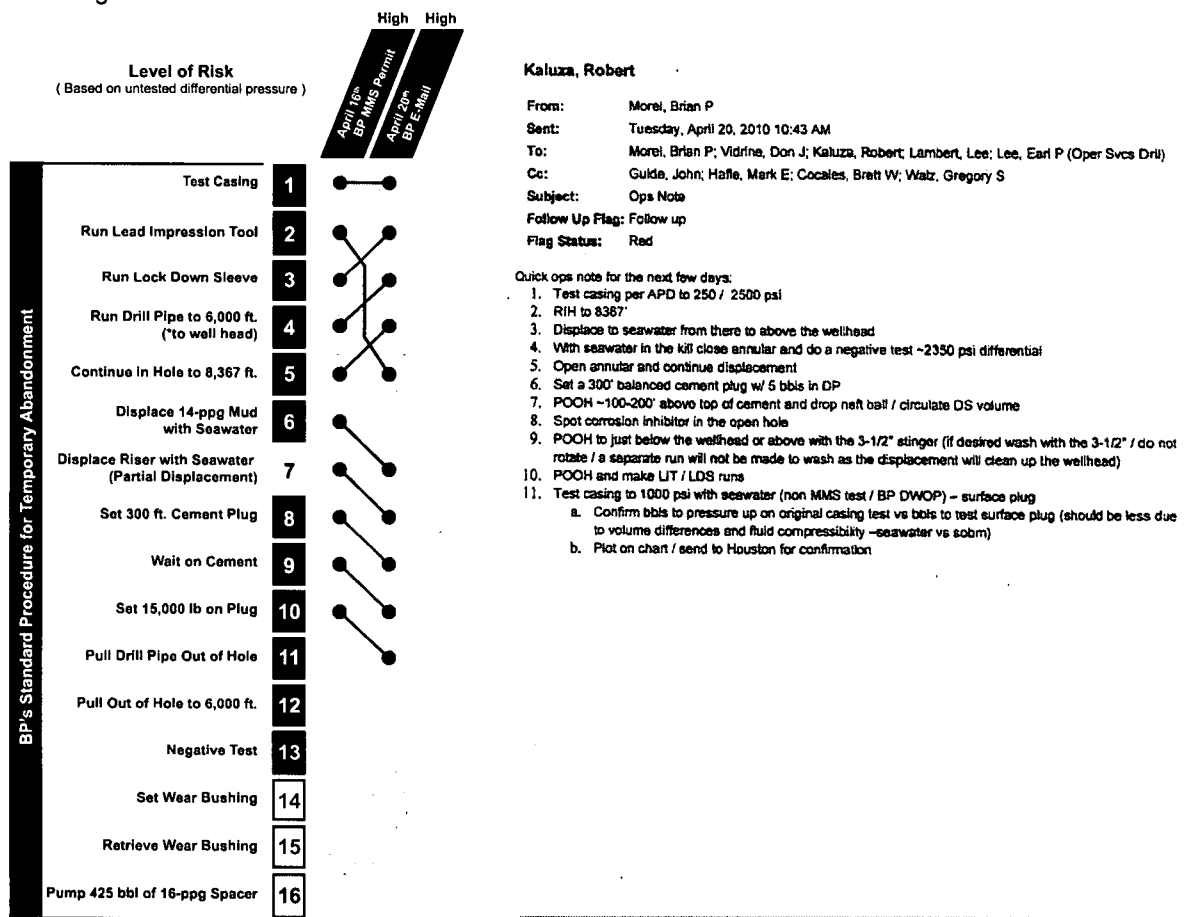 High High
Level of Risk
( Based on untested differential pressure )
April 16th
BP MMS Permit
April 20th
BP E-Mail
BP's Standard Procedure for Temporary Abandonment
Test Casing 1
Run Lead Impression Tool 2
Run Lock Down Sleeve 3
Run Drill Pipe to 6,000 ft.
(*to well head) 4
Continue in Hole to 8,367 ft. 5
Displace 14-ppg Mud
with Seawater 6
Displace Riser with Seawater
(Partial Displacement) 7
Set 300 ft. Cement Plug 8
Wait on Cement 9
Set 15,000 lb on Plug 10
Pull Drill Pipe Out of Hole 11
Pull Out of Hole to 6,000 ft. 12
Negative Test 13
Set Wear Bushing 14
Retrieve Wear Bushing 15
Pump 425 bbl of 16-ppg Spacer 16
Kaluza, Robert
From: Morel, Brian P
Sent: Tuesday, April 20, 2010 10:43 AM
To: Morel, Brian P; Vidrine, Don J; Kaluza, Robert; Lambert, Lee; Lee, Earl P (Oper Svcs Dril)
Cc: Guide, John; Hafle, Mark E; Cocales, Brett W; Walz, Gregory S
Subject: Ops Note
Follow Up Flag: Follow up
Flag Status: Red
Quick ops note for the next few days:
1. Test casing per APD to 250 / 2500 psi
2. RIH to 8367'
3. Displace to seawater from there to above the wellhead
4. With seawater in the kill close annular and do a negative test ~2350 psi differential
5. Open annular and continue displacement
6. Set a 300' balanced cement plug w/ 5 bbls in DP
7. POOH ~100-200' above top of cement and drop neft ball / circulate DS volume
8. Spot corrosion inhibitor in the open hole
9. POOH to just below the wellhead or above with the 3-1/2" stinger (if desired wash with the 3-1/2" / do not
rotate / a separate run will not be made to wash as the displacement will clean up the wellhead)
10. POOH and make LIT / LDS runs
11. Test casing to 1000 psi with seawater (non MMS test / BP DWOP) – surface plug
a. Confirm bbls to pressure up on original casing test vs bbls to test surface plug (should be less due
to volume differences and fluid compressibility –seawater vs sobm)
b. Plot on chart / send to Houston for confirmation